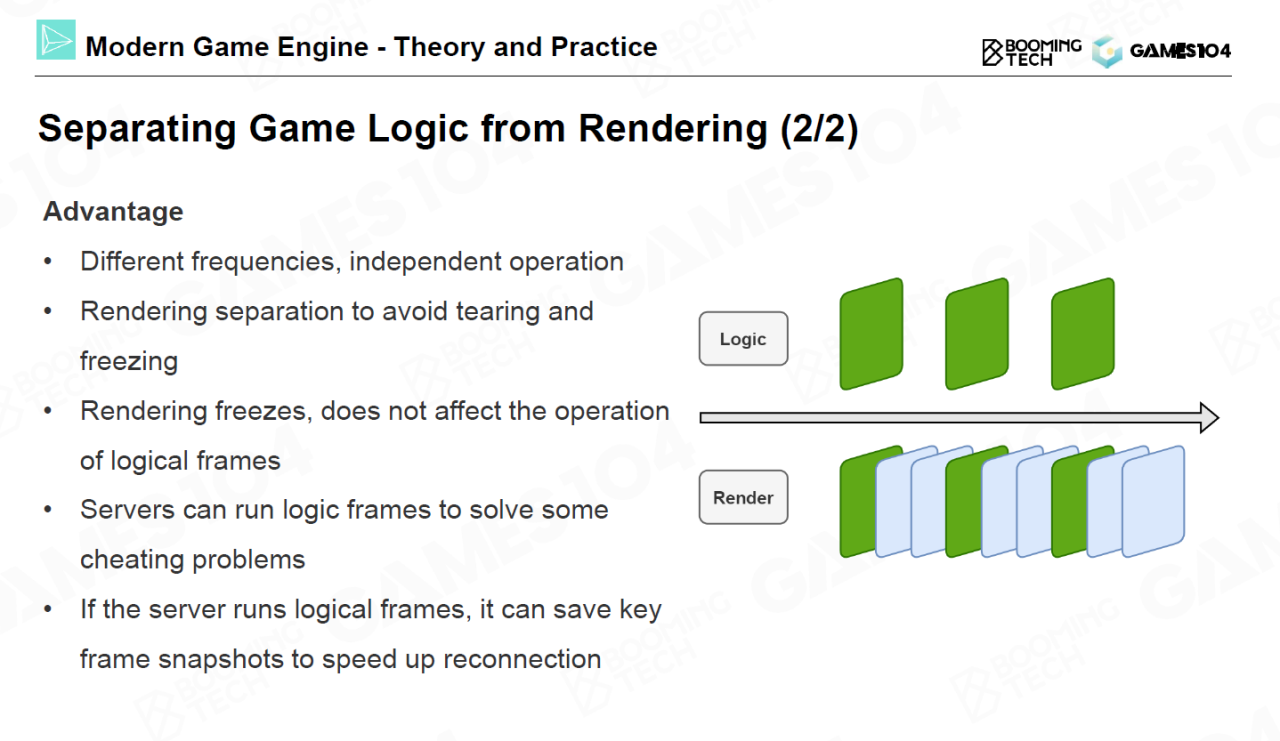 Modern Game Engine - Theory and Practice
BOOMING
TECH
GAMES104
Separating Game Logic from Rendering (2/2)
Advantage
• Different frequencies, independent operation
• Rendering separation to avoid tearing and
freezing
• Rendering freezes, does not affect the operation
of logical frames
• Servers can run logic frames to solve some
cheating problems
• If the server runs logical frames, it can save key
frame snapshots to speed up reconnection
Logic
Render